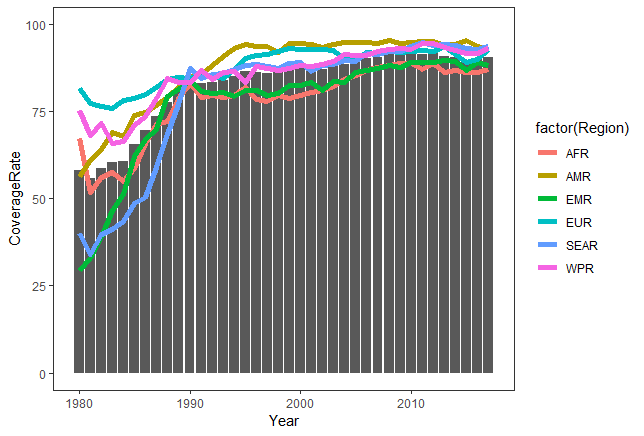 100
75
50
25
0
CoverageRate
1980
1990
2000
2010
Year
factor(Region)
AFR
AMR
EMR
EUR
SEAR
WPR